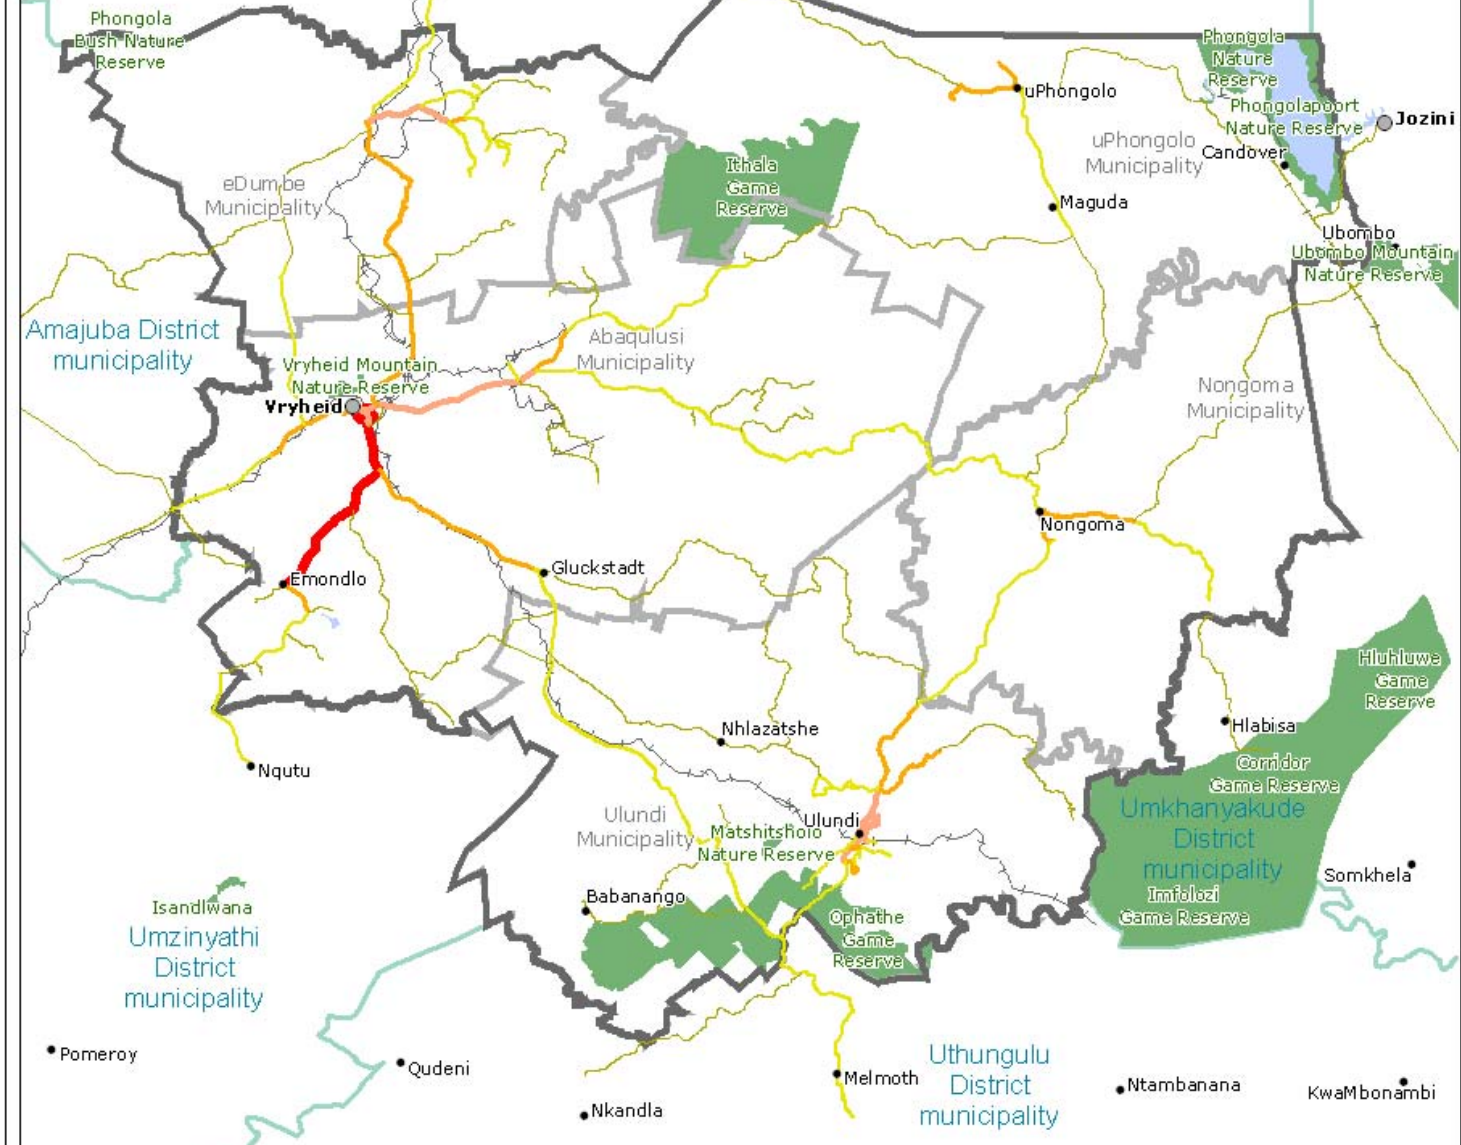 Phongola
Bush Nature
Reserve
Phongola
Nature
Reserve
uPhongolo
Phongolapoort
Nature Reserve
Jozini
uPhongolo
Municipality
Candover
Ithala
Game
Reserve
eDumbe
Municipality
Maguda
Ubombo
Ubombo Mountain
Nature Reserve
Amajuba District
municipality
Abaqulusi
Municipality
Vryheid Mountain
Nature Reserve
Vryheid
Nongoma
Municipality
Nongoma
Gluckstadt
Emondlo
Hluhluwe
Game
Reserve
Nhlazatshe
Hlabisa
Nqutu
Corridor
Game Reserve
Ulundi
Municipality
Matshitsholo
Nature Reserve
Ulundi
Umkhanyakude
District
municipality
Somkhela
Imfolozi
Game Reserve
Babanango
Isandlwana
Ophathe
Game
Reserve
Umzinyathi
District
municipality
Pomeroy
Qudeni
Uthungulu
District
municipality
Melmoth
Ntambanana
KwaMbonambi
Nkandla